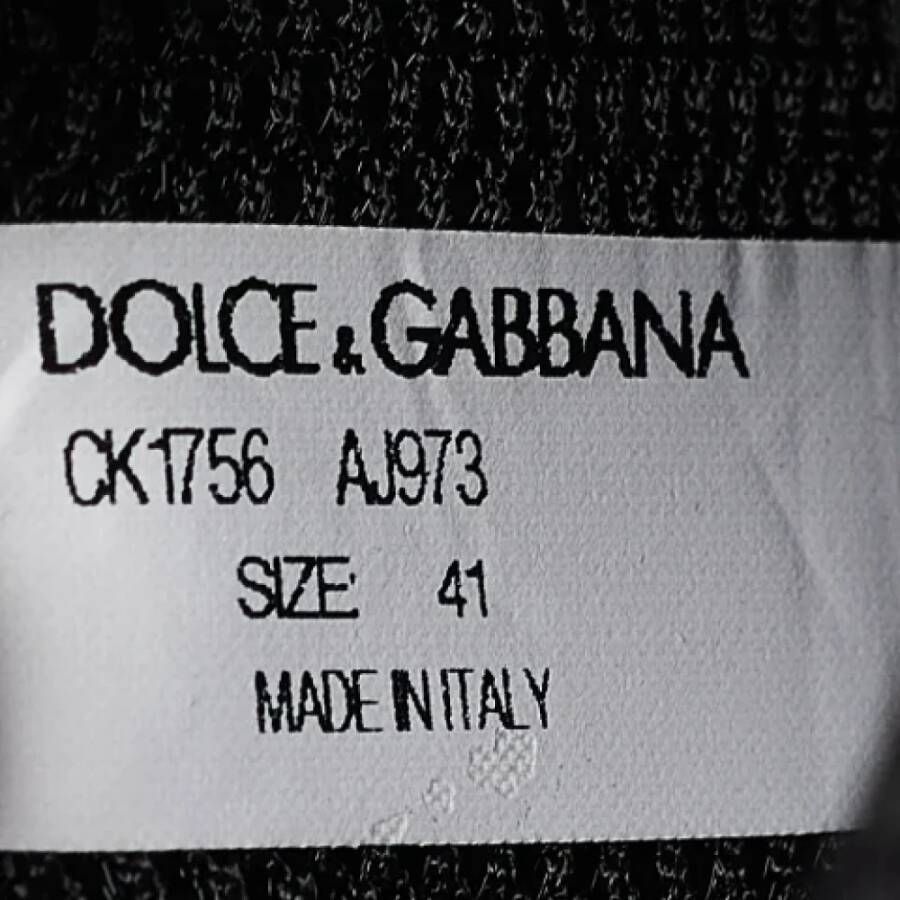 DOLCE & GABBANA
CK1756 AJ973
SIZE: 41
MADE IN ITALY